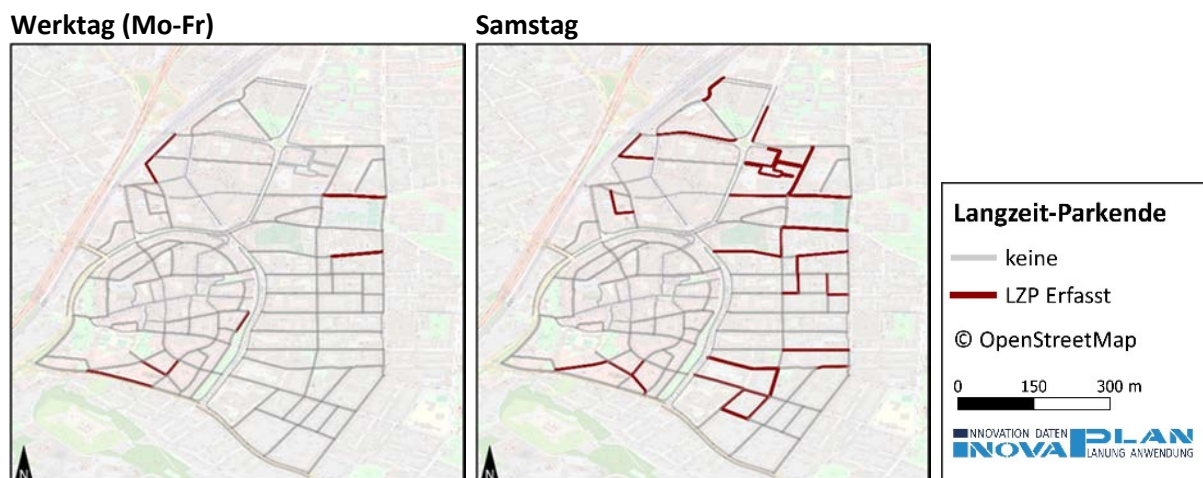 Werktag (Mo-Fr)
Samstag
N
N
Langzeit-Parkende
keine
LZP Erfasst
© OpenStreetMap
0 150 300 m
INNOVATION DATEN PLAN
INOVA PLANUNG ANWENDUNG